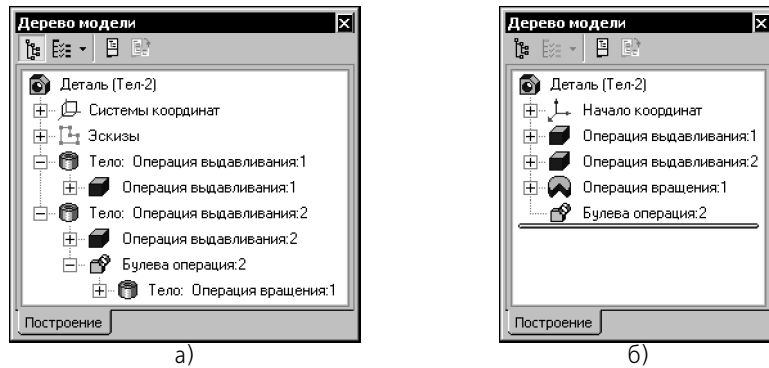 Дерево модели
Деталь (Тел-2)
Системы координат
Эскизы
Тело: Операция выдавливания:1
Операция выдавливания:1
Тело: Операция выдавливания:2
Операция выдавливания:2
Булева операция:2
Тело: Операция вращения:1
Построение
а)
Дерево модели
Деталь (Тел-2)
Начало координат
Операция выдавливания:1
Операция выдавливания:2
Операция вращения:1
Булева операция:2
Построение
б)